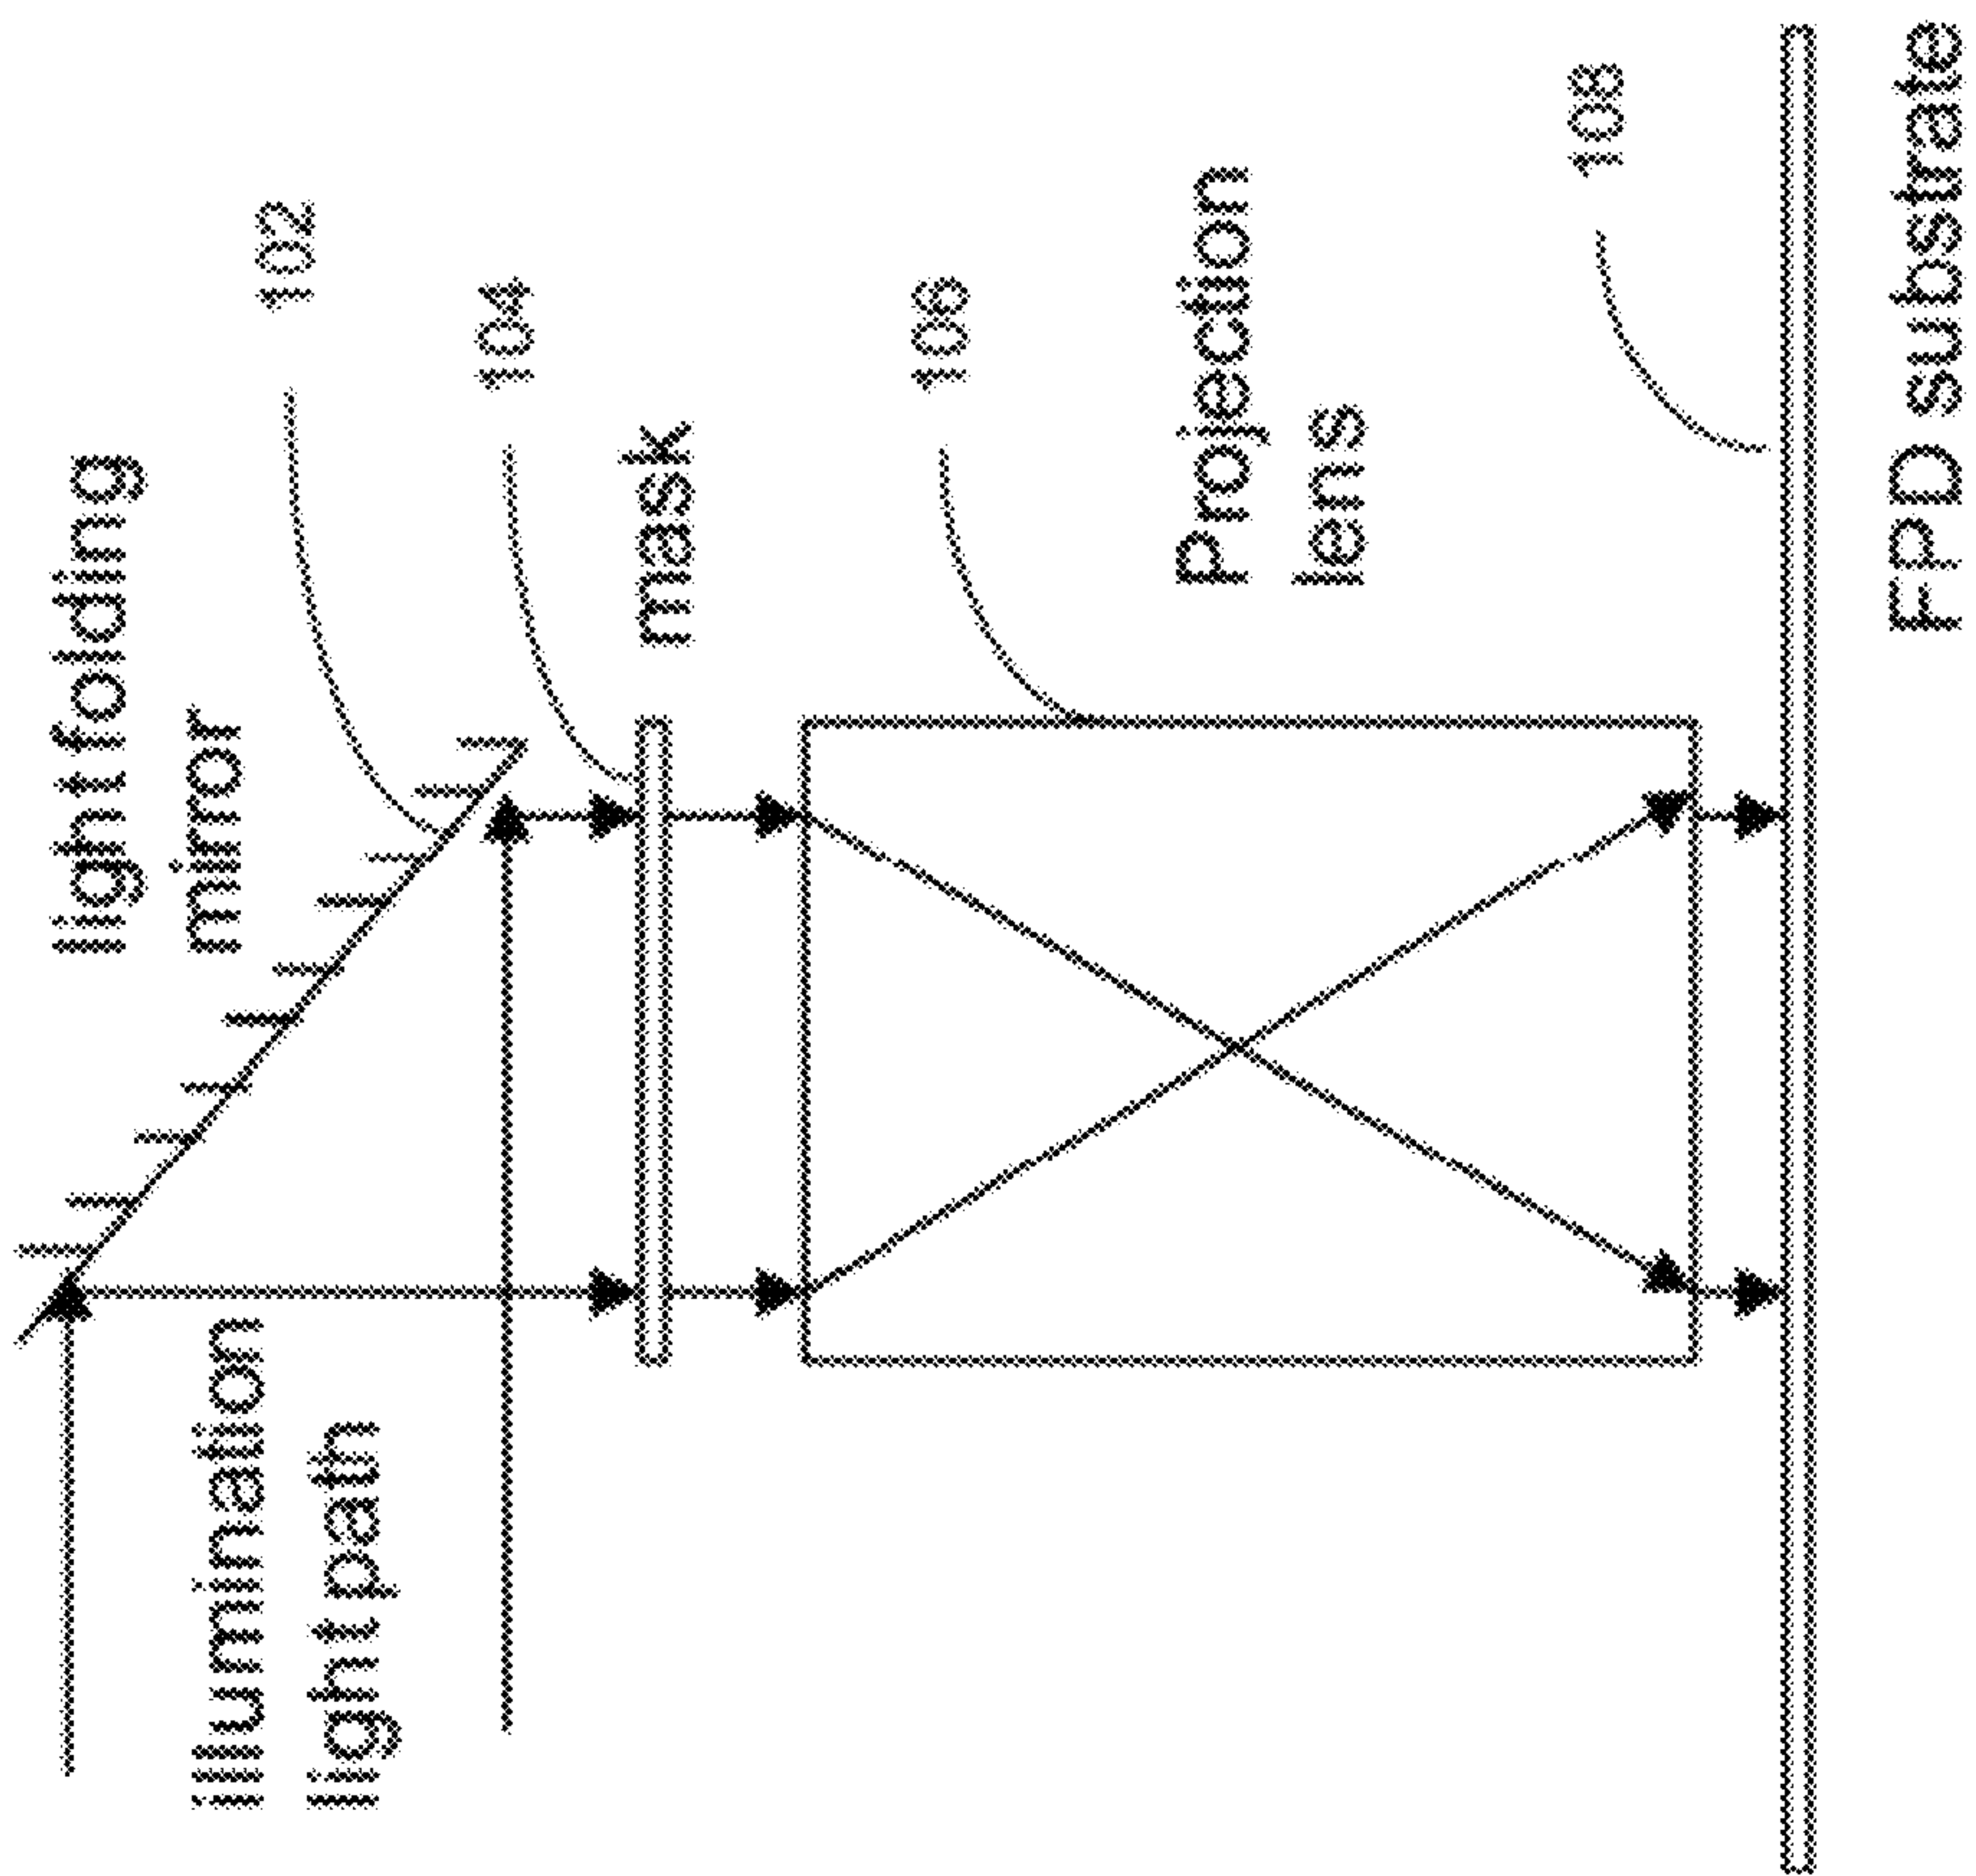 light folding
mirror
102
illumination
light path
104
mask
106
Projection
lens
108
FPD substrate